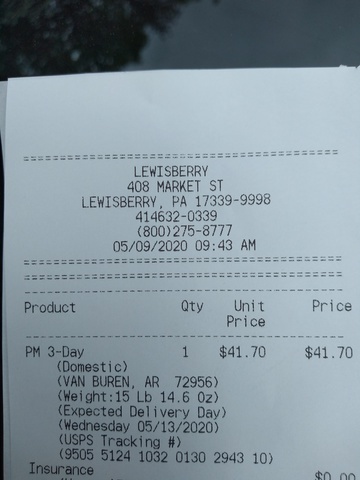 ======================================
LEWISBERRY
408 MARKET ST
LEWISBERRY, PA 17339-9998
414632-0339
(800)275-8777
05/09/2020 09:43 AM
======================================
======================================
Product Qty Unit Price
Price
--------------------------------------
PM 3-Day 1 $41.70 $41.70
(Domestic)
(VAN BUREN, AR 72956)
(Weight:15 Lb 14.6 Oz)
(Expected Delivery Day)
(Wednesday 05/13/2020)
(USPS Tracking #)
(9505 5124 1032 0130 2943 10)
Insurance $0.00